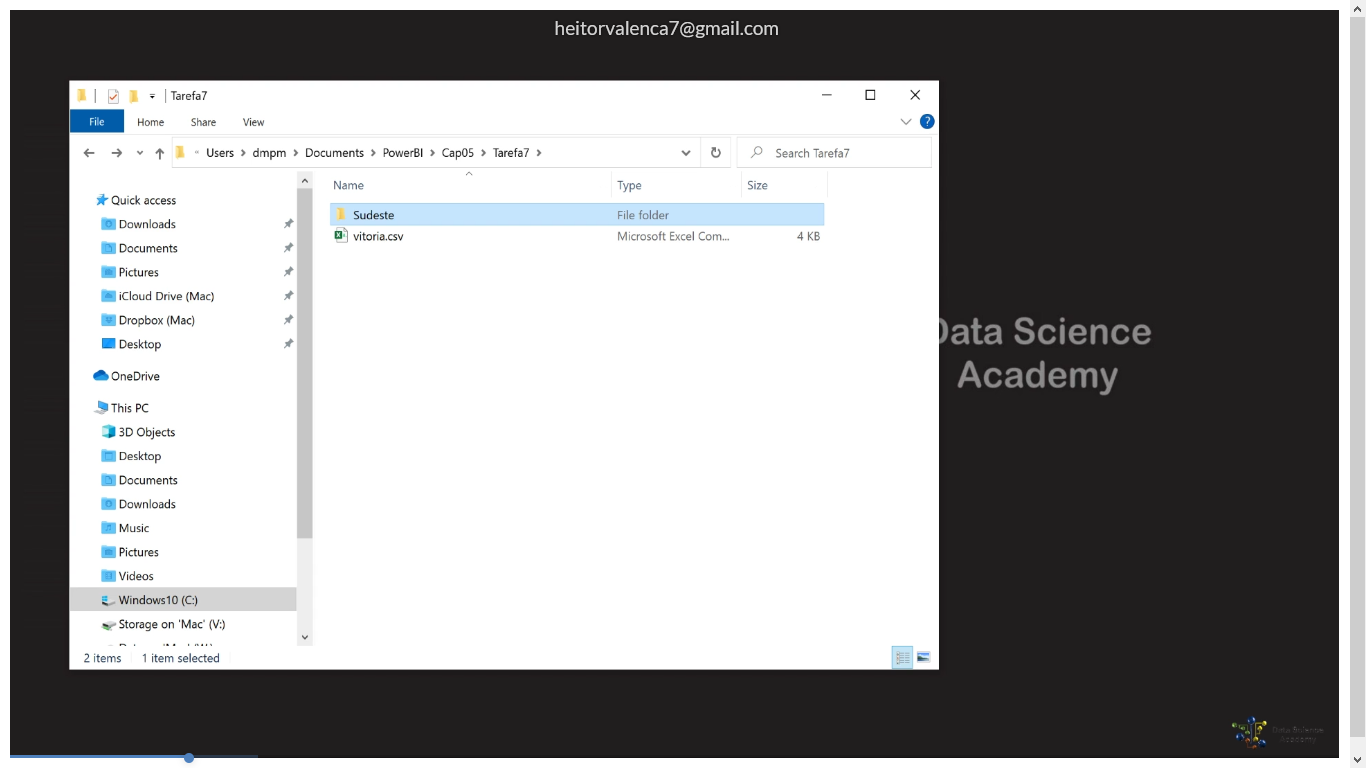 heitorvalenca7@gmail.com
Tarefa7
File Home Share View
Users > dmpm > Documents > PowerBI > Cap05 > Tarefa7 >
Search Tarefa7
Name Type Size
Sudeste File folder
vitoria.csv Microsoft Excel Com... 4 KB
Quick access
Downloads
Documents
Pictures
iCloud Drive (Mac)
Dropbox (Mac)
Desktop
OneDrive
This PC
3D Objects
Desktop
Documents
Downloads
Music
Pictures
Videos
Windows10 (C:)
Storage on 'Mac' (V:)
2 items 1 item selected
Data Science
Academy
Data Science
Academy